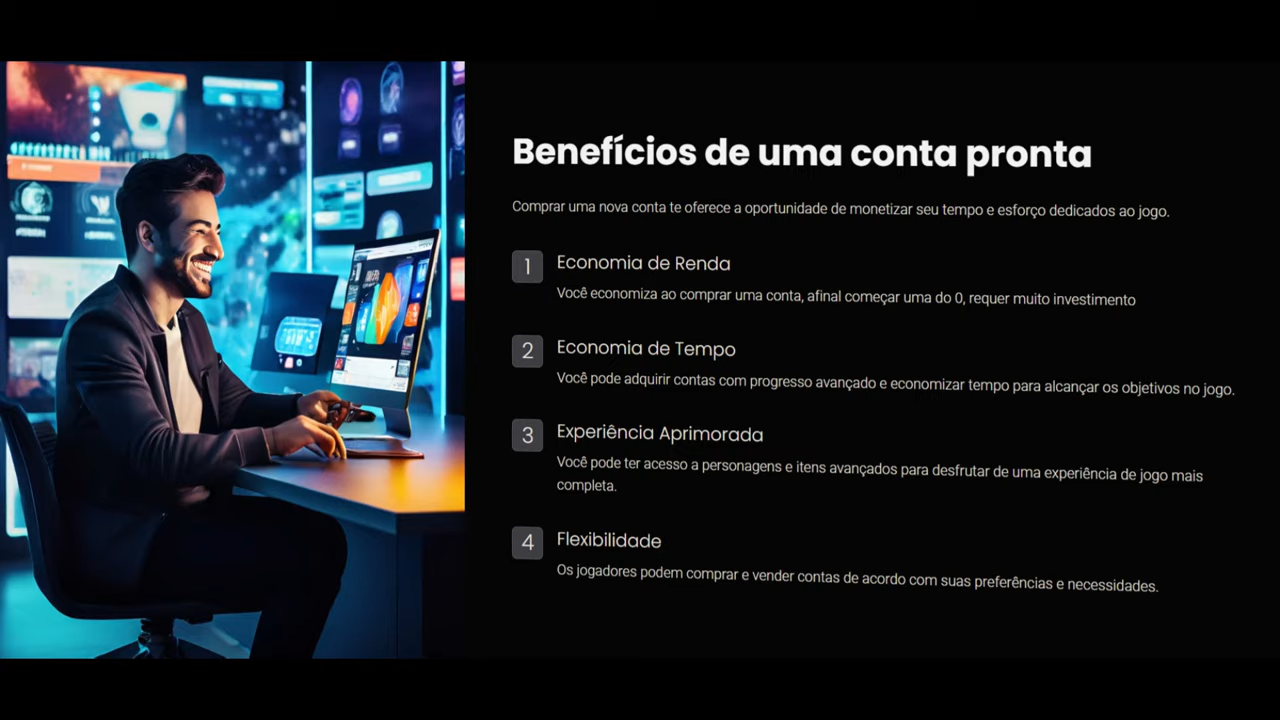 Benefícios de uma conta pronta
Comprar uma nova conta te oferece a oportunidade de monetizar seu tempo e esforço dedicados ao jogo.
1 Economia de Renda
Você economiza ao comprar uma conta, afinal começar uma do 0, requer muito investimento
2 Economia de Tempo
Você pode adquirir contas com progresso avançado e economizar tempo para alcançar os objetivos no jogo.
3 Experiência Aprimorada
Você pode ter acesso a personagens e itens avançados para desfrutar de uma experiência de jogo mais
completa.
4 Flexibilidade
Os jogadores podem comprar e vender contas de acordo com suas preferências e necessidades.